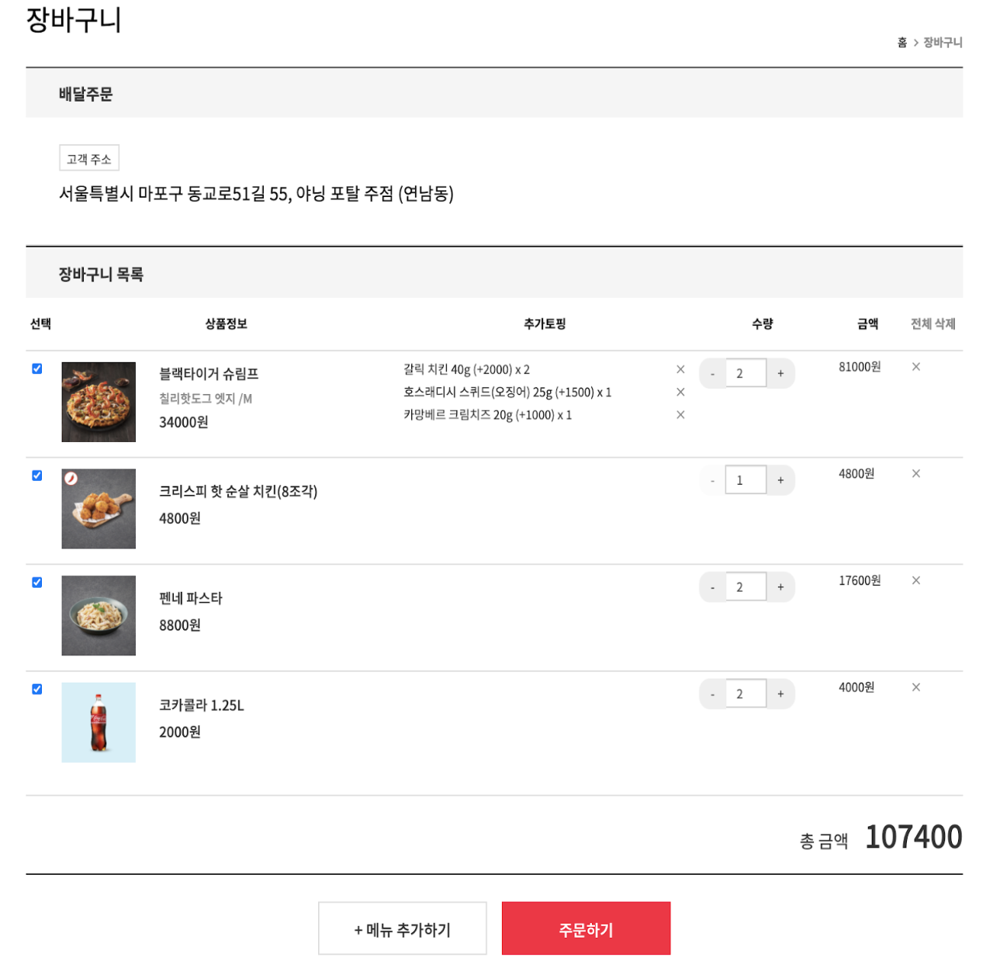 장바구니
홈 > 장바구니
배달주문
고객 주소
서울특별시 마포구 동교로51길 55, 야닝 포탈 주점 (연남동)
장바구니 목록
선택 상품정보 추가토핑 수량 금액 전체 삭제
블랙타이거 슈림프
칠리핫도그 엣지 /M
34000원
갈릭 치킨 40g (+2000) x 2 ×
호스래디시 스퀴드(오징어) 25g (+1500) x 1 ×
카망베르 크림치즈 20g (+1000) x 1 ×
- 2 + 81000원 ×
크리스피 핫 순살 치킨(8조각)
4800원
- 1 + 4800원 ×
펜네 파스타
8800원
- 2 + 17600원 ×
코카콜라 1.25L
2000원
- 2 + 4000원 ×
총 금액 107400
+ 메뉴 추가하기 주문하기